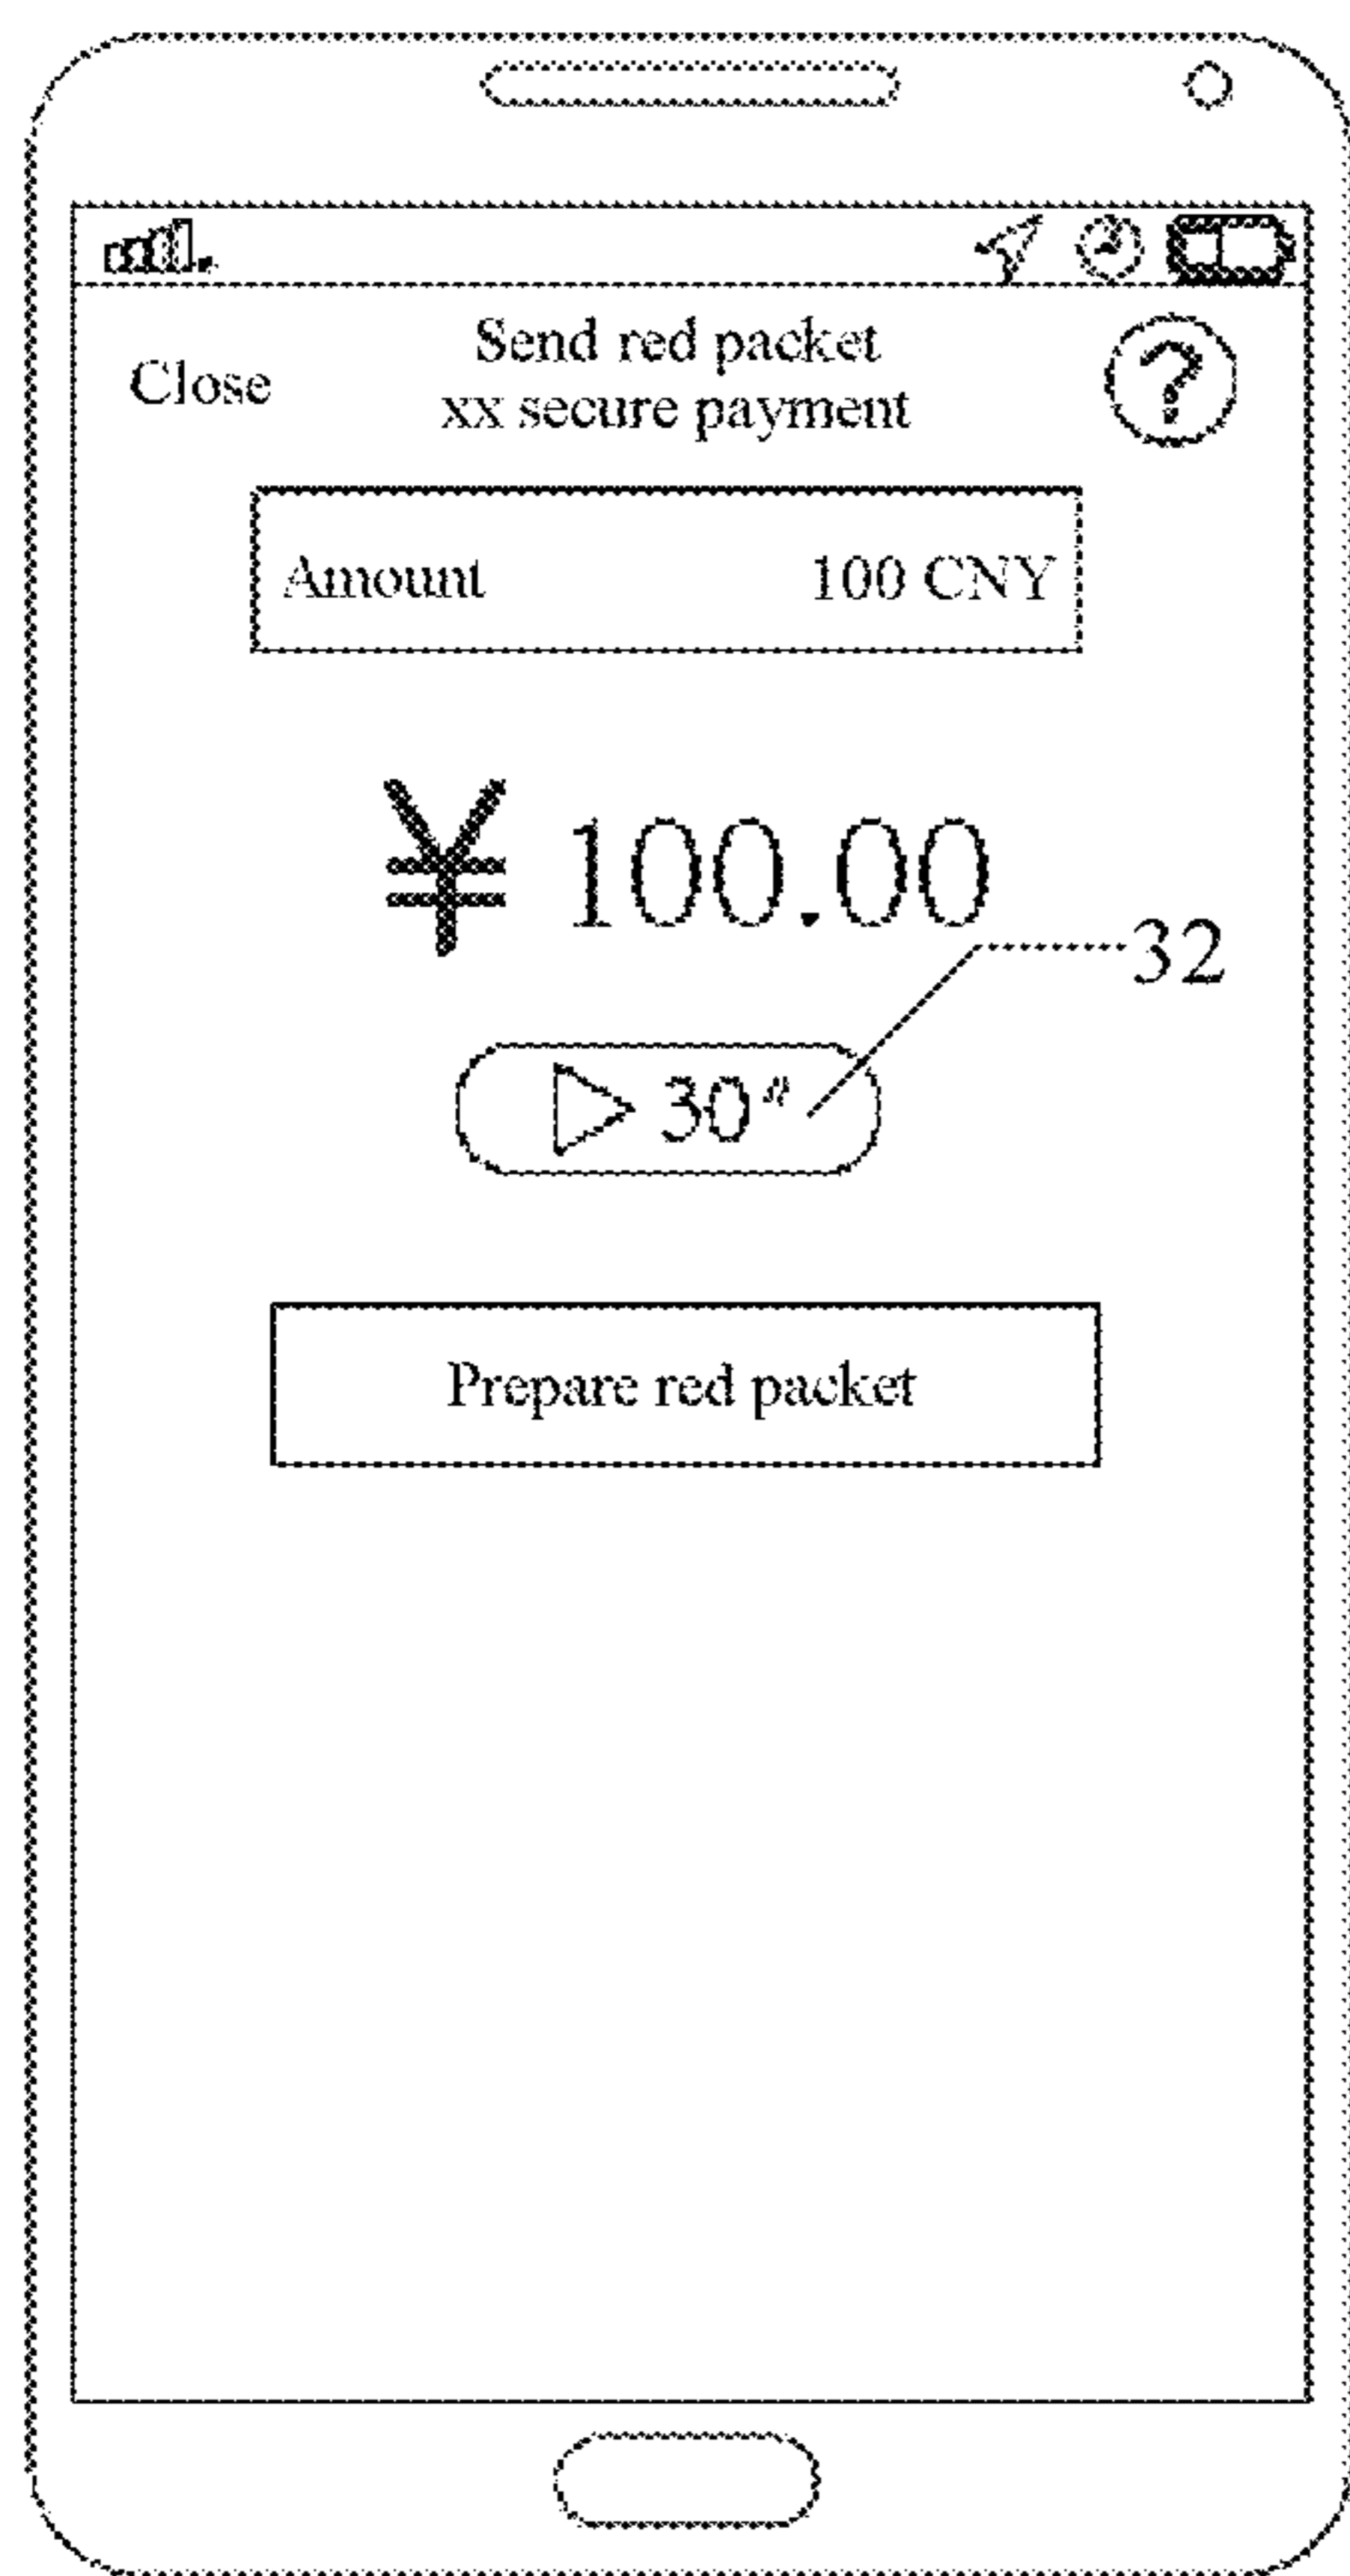 Close
Send red packet
xx secure payment
?
Amount 100 CNY
¥ 100.00
32
30"
Prepare red packet